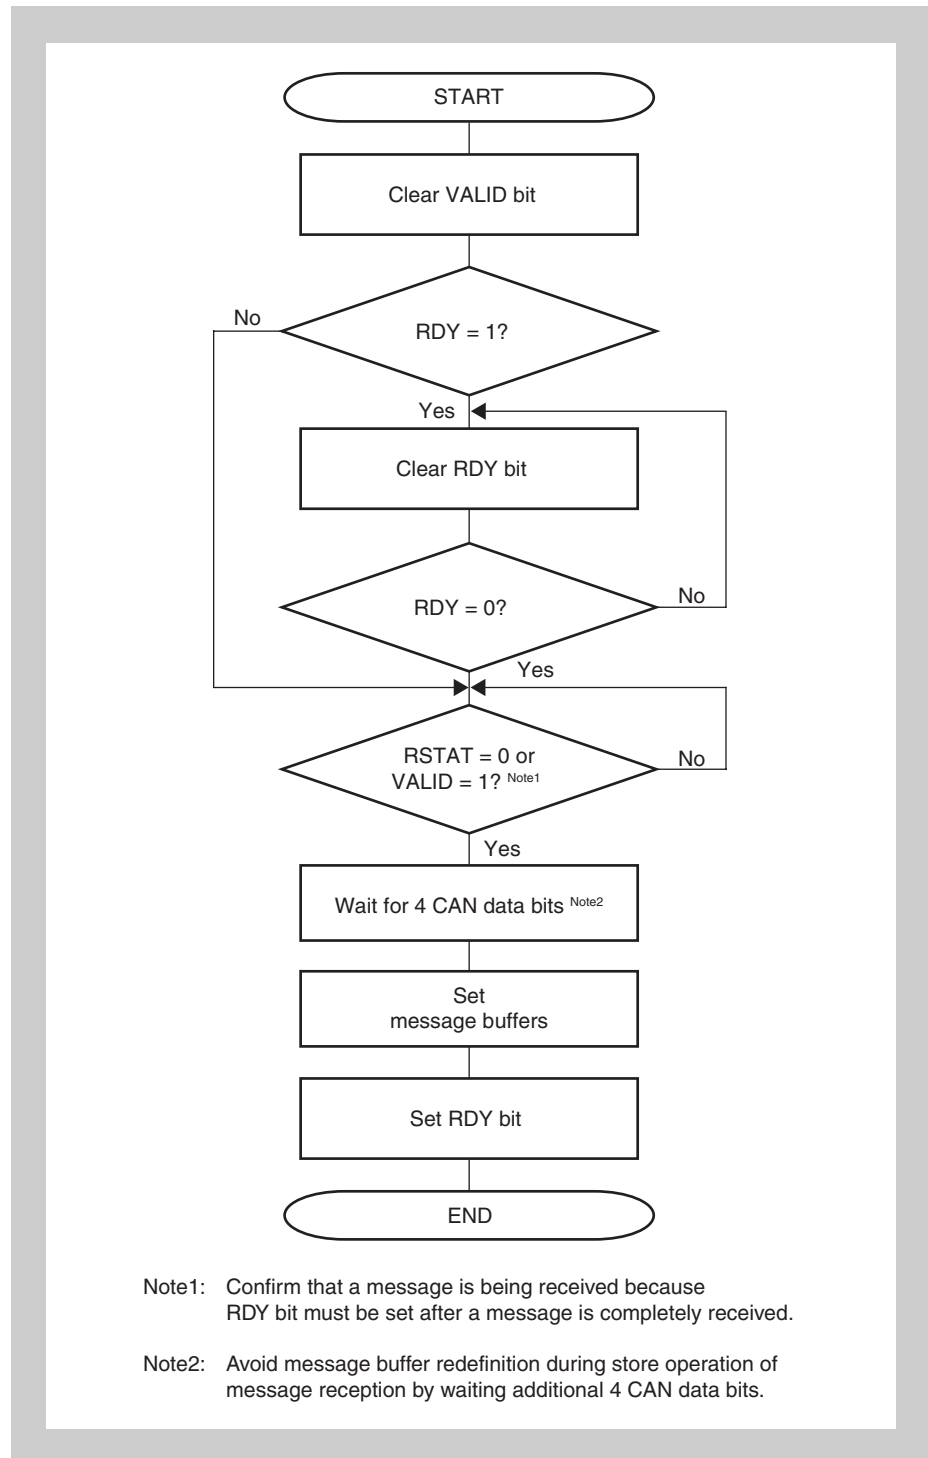 START
Clear VALID bit
RDY = 1?
No
Yes
Clear RDY bit
RDY = 0?
No
Yes
RSTAT = 0 or
VALID = 1? Note1
No
Yes
Wait for 4 CAN data bits Note2
Set
message buffers
Set RDY bit
END
Note1: Confirm that a message is being received because
RDY bit must be set after a message is completely received.
Note2: Avoid message buffer redefinition during store operation of
message reception by waiting additional 4 CAN data bits.